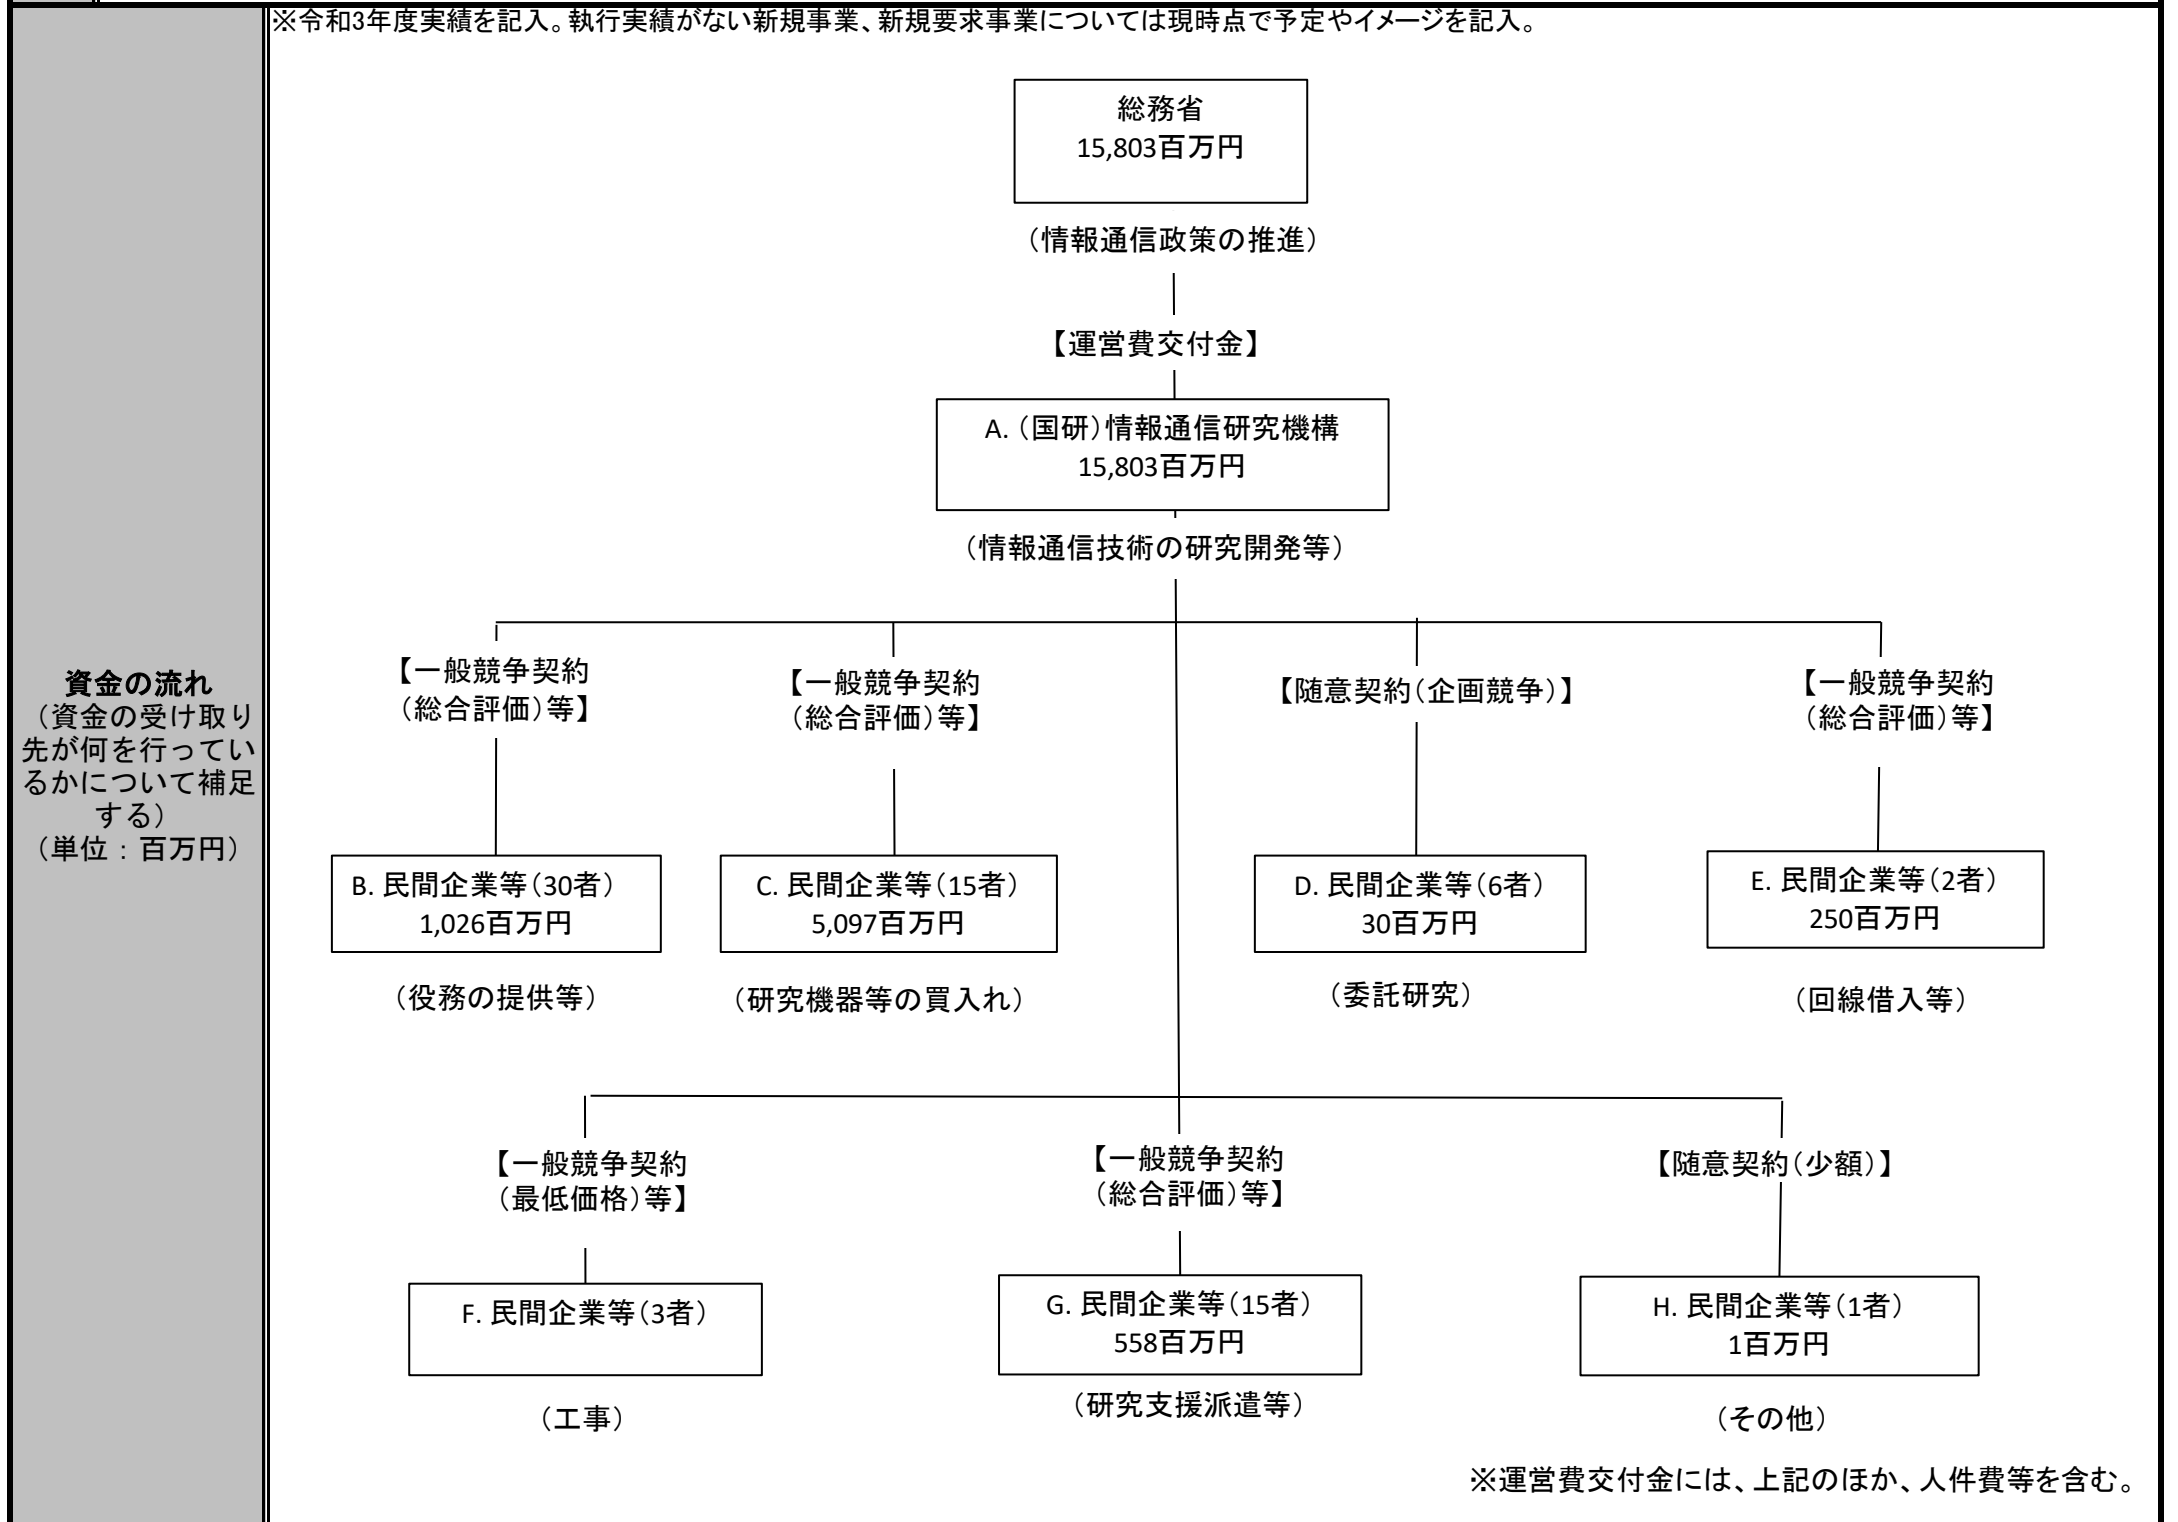 ※令和3年度実績を記入。執行実績がない新規事業、新規要求事業については現時点で予定やイメージを記入。
資金の流れ
（資金の受け取り
先が何を行ってい
るかについて補足
する）
（単位：百万円）
総務省
15,803百万円
（情報通信政策の推進）
【運営費交付金】
A.（国研）情報通信研究機構
15,803百万円
（情報通信技術の研究開発等）
【一般競争契約
（総合評価）等】
【一般競争契約
（総合評価）等】
【随意契約（企画競争）】
【一般競争契約
（総合評価）等】
B. 民間企業等（30者）
1,026百万円
（役務の提供等）
C. 民間企業等（15者）
5,097百万円
（研究機器等の買入れ）
D. 民間企業等（6者）
30百万円
（委託研究）
E. 民間企業等（2者）
250百万円
（回線借入等）
【一般競争契約
（最低価格）等】
【一般競争契約
（総合評価）等】
【随意契約（少額）】
F. 民間企業等（3者）
（工事）
G. 民間企業等（15者）
558百万円
（研究支援派遣等）
H. 民間企業等（1者）
1百万円
（その他）
※運営費交付金には、上記のほか、人件費等を含む。